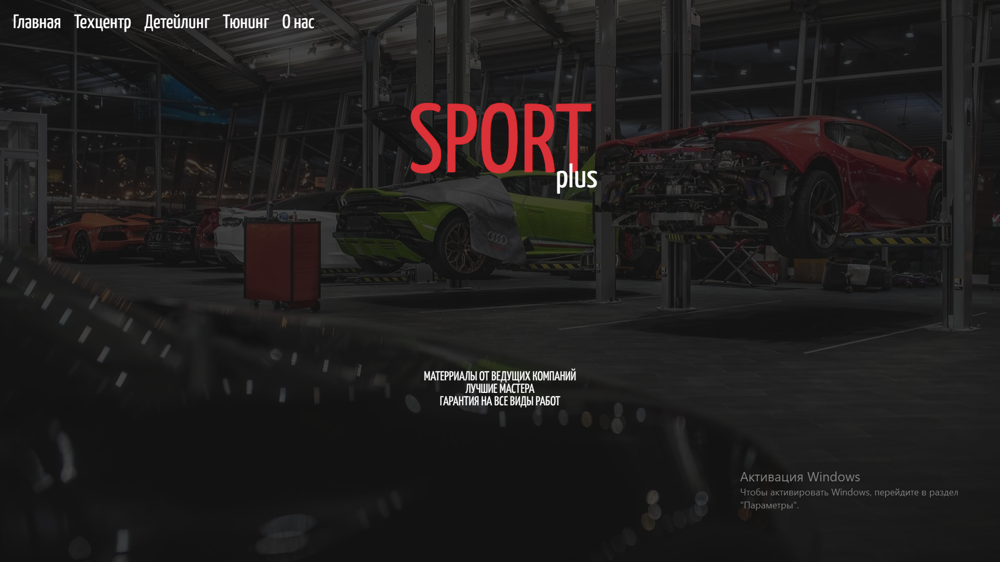 Главная Техцентр Детейлинг Тюнинг О нас
SPORT
plus
МАТЕРРИАЛЫ ОТ ВЕДУЩИХ КОМПАНИЙ
ЛУЧШИЕ МАСТЕРА
ГАРАНТИЯ НА ВСЕ ВИДЫ РАБОТ
Активация Windows
Чтобы активировать Windows, перейдите в раздел
"Параметры".